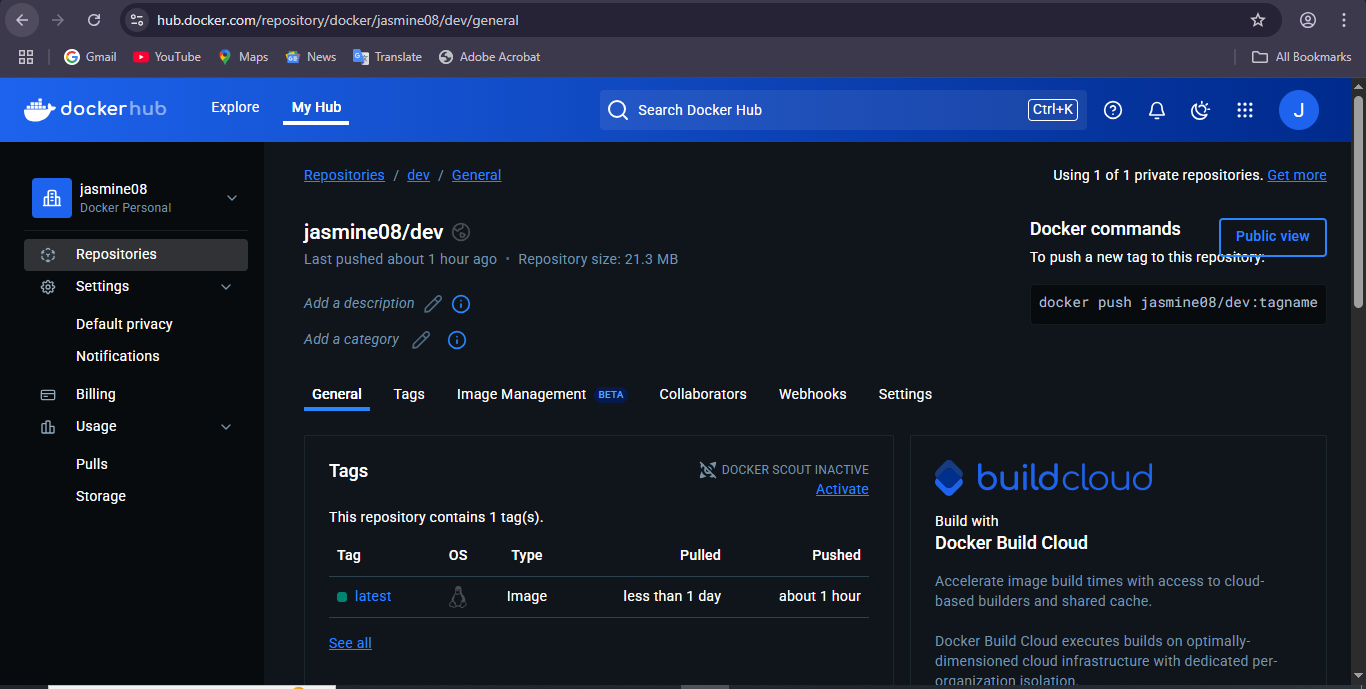 hub.docker.com/repository/docker/jasmine08/dev/general
Gmail YouTube Maps News Translate Adobe Acrobat All Bookmarks
dockerhub Explore My Hub Search Docker Hub Ctrl+K J
jasmine08
Docker Personal
Repositories
Settings
Default privacy
Notifications
Billing
Usage
Pulls
Storage
Repositories / dev / General
Using 1 of 1 private repositories. Get more
jasmine08/dev
Last pushed about 1 hour ago • Repository size: 21.3 MB
Add a description
Add a category
Docker commands
Public view
To push a new tag to this repository:
docker push jasmine08/dev:tagname
General Tags Image Management BETA Collaborators Webhooks Settings
Tags
DOCKER SCOUT INACTIVE
Activate
This repository contains 1 tag(s).
Tag OS Type Pulled Pushed
latest Image less than 1 day about 1 hour
See all
buildcloud
Build with
Docker Build Cloud
Accelerate image build times with access to cloud-
based builders and shared cache.
Docker Build Cloud executes builds on optimally-
dimensioned cloud infrastructure with dedicated per-
organization isolation.